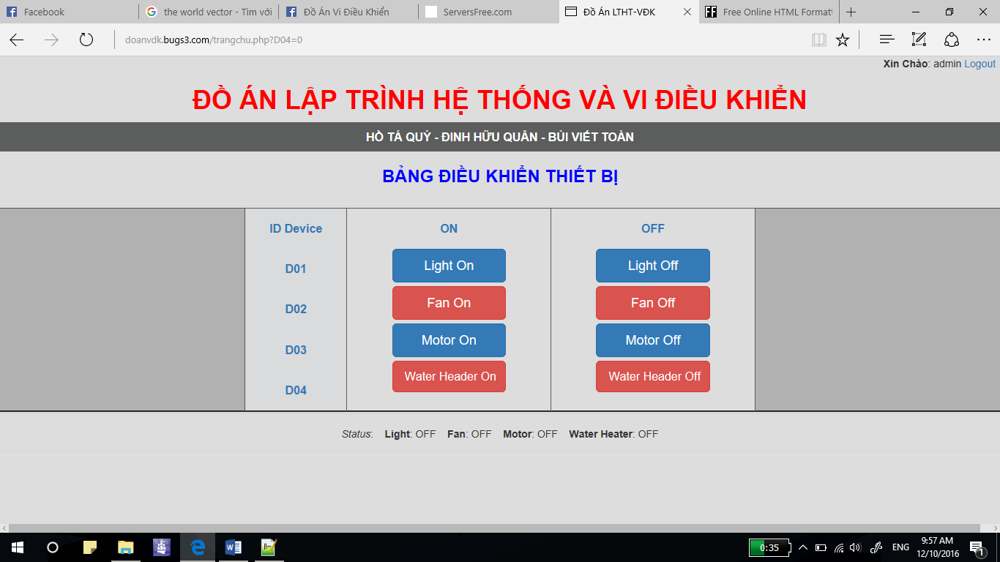 Facebook
the world vector - Tìm với
Đồ Án Vi Điều Khiển
ServersFree.com
Đồ Án LTHT-VĐK
Free Online HTML Formatt
doanvdk.bugs3.com/trangchu.php?D04=0
Xin Chào: admin Logout
ĐỒ ÁN LẬP TRÌNH HỆ THỐNG VÀ VI ĐIỀU KHIỂN
HỒ TÁ QUÝ - ĐINH HỮU QUÂN - BÙI VIẾT TOÀN
BẢNG ĐIỀU KHIỂN THIẾT BỊ
ID Device ON OFF
D01 Light On Light Off
D02 Fan On Fan Off
D03 Motor On Motor Off
D04 Water Header On Water Header Off
Status: Light: OFF Fan: OFF Motor: OFF Water Heater: OFF
0:35
ENG
9:57 AM
12/10/2016
1